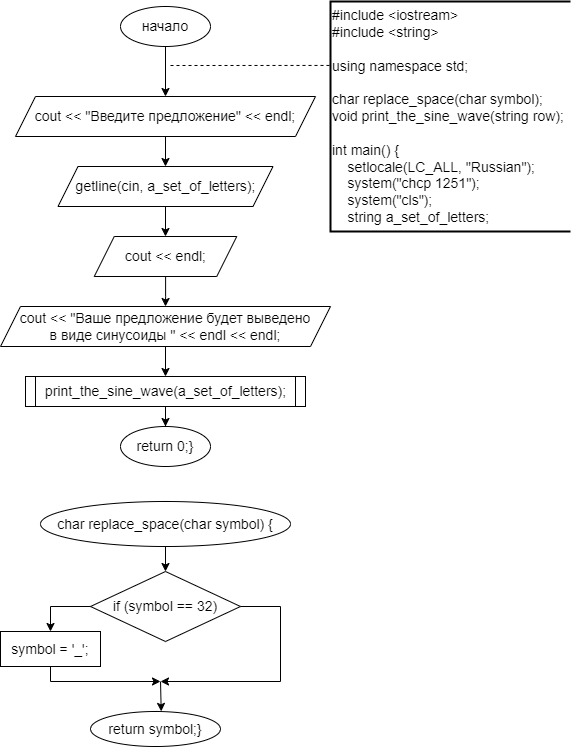 начало
#include <iostream>
#include <string>
using namespace std;
char replace_space(char symbol);
void print_the_sine_wave(string row);
int main() {
setlocale(LC_ALL, "Russian");
system("chcp 1251");
system("cls");
string a_set_of_letters;
cout << "Введите предложение" << endl;
getline(cin, a_set_of_letters);
cout << endl;
cout << "Ваше предложение будет выведено
в виде синусоиды " << endl << endl;
print_the_sine_wave(a_set_of_letters);
return 0;}
char replace_space(char symbol) {
if (symbol == 32)
symbol = '_';
return symbol;}